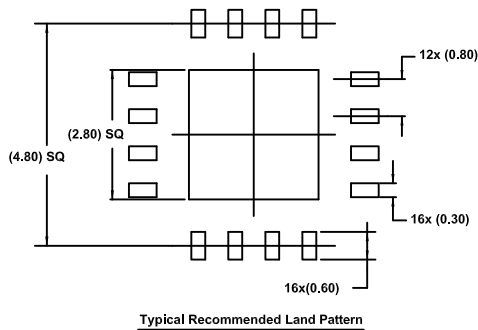 12x (0.80)
(2.80) SQ
(4.80) SQ
16x (0.30)
16x(0.60)
Typical Recommended Land Pattern